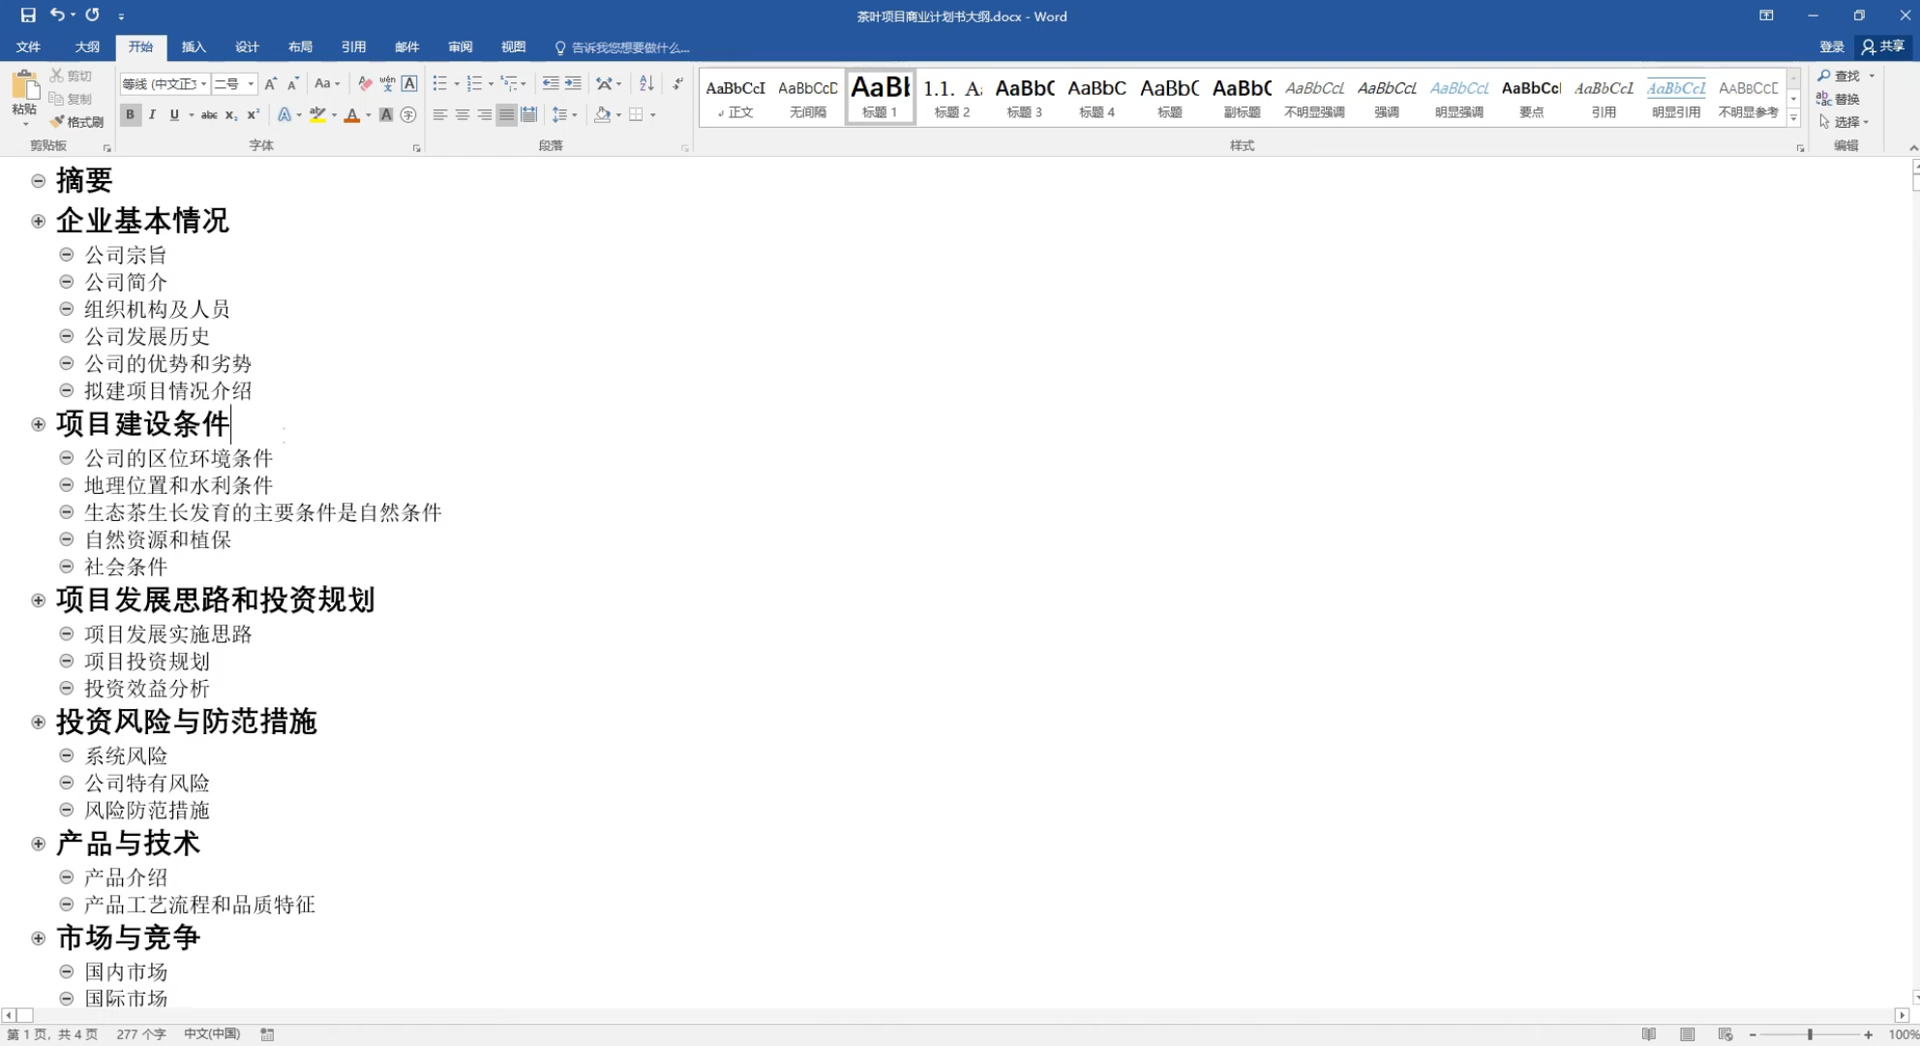 茶叶项目商业计划书大纲.docx - Word
文件 大纲 开始 插入 设计 布局 引用 邮件 审阅 视图 告诉我您想要做什么... 登录 共享
粘贴 剪切 复制 格式刷
等线 (中文正 二号
AaBbCcI AaBbCcD AaBb 1.1. A AaBbC AaBbC AaBbC AaBbC AaBbCcL AaBbCcL AaBbCcL AaBbCcI AaBbCcL AaBbCcI AABBCCD
正文 无间隔 标题 1 标题 2 标题 3 标题 4 标题 副标题 不明显强调 强调 明显强调 要点 引用 明显引用 不明显参考
查找
替换
选择
剪贴板 字体 段落 样式 编辑
摘要
企业基本情况
公司宗旨
公司简介
组织机构及人员
公司发展历史
公司的优势和劣势
拟建项目情况介绍
项目建设条件
公司的区位环境条件
地理位置和水利条件
生态茶生长发育的主要条件是自然条件
自然资源和植保
社会条件
项目发展思路和投资规划
项目发展实施思路
项目投资规划
投资效益分析
投资风险与防范措施
系统风险
公司特有风险
风险防范措施
产品与技术
产品介绍
产品工艺流程和品质特征
市场与竞争
国内市场
国际市场
第 1 页, 共 4 页 277 个字 中文(中国) 100%